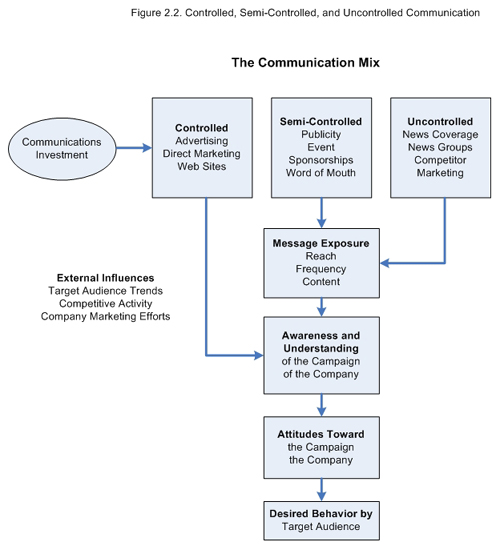 Figure 2.2. Controlled, Semi-Controlled, and Uncontrolled Communication
The Communication Mix
Communications
Investment
Controlled
Advertising
Direct Marketing
Web Sites
Semi-Controlled
Publicity
Event
Sponsorships
Word of Mouth
Uncontrolled
News Coverage
News Groups
Competitor
Marketing
Message Exposure
Reach
Frequency
Content
External Influences
Target Audience Trends
Competitive Activity
Company Marketing Efforts
Awareness and
Understanding
of the Campaign
of the Company
Attitudes Toward
the Campaign
the Company
Desired Behavior by
Target Audience